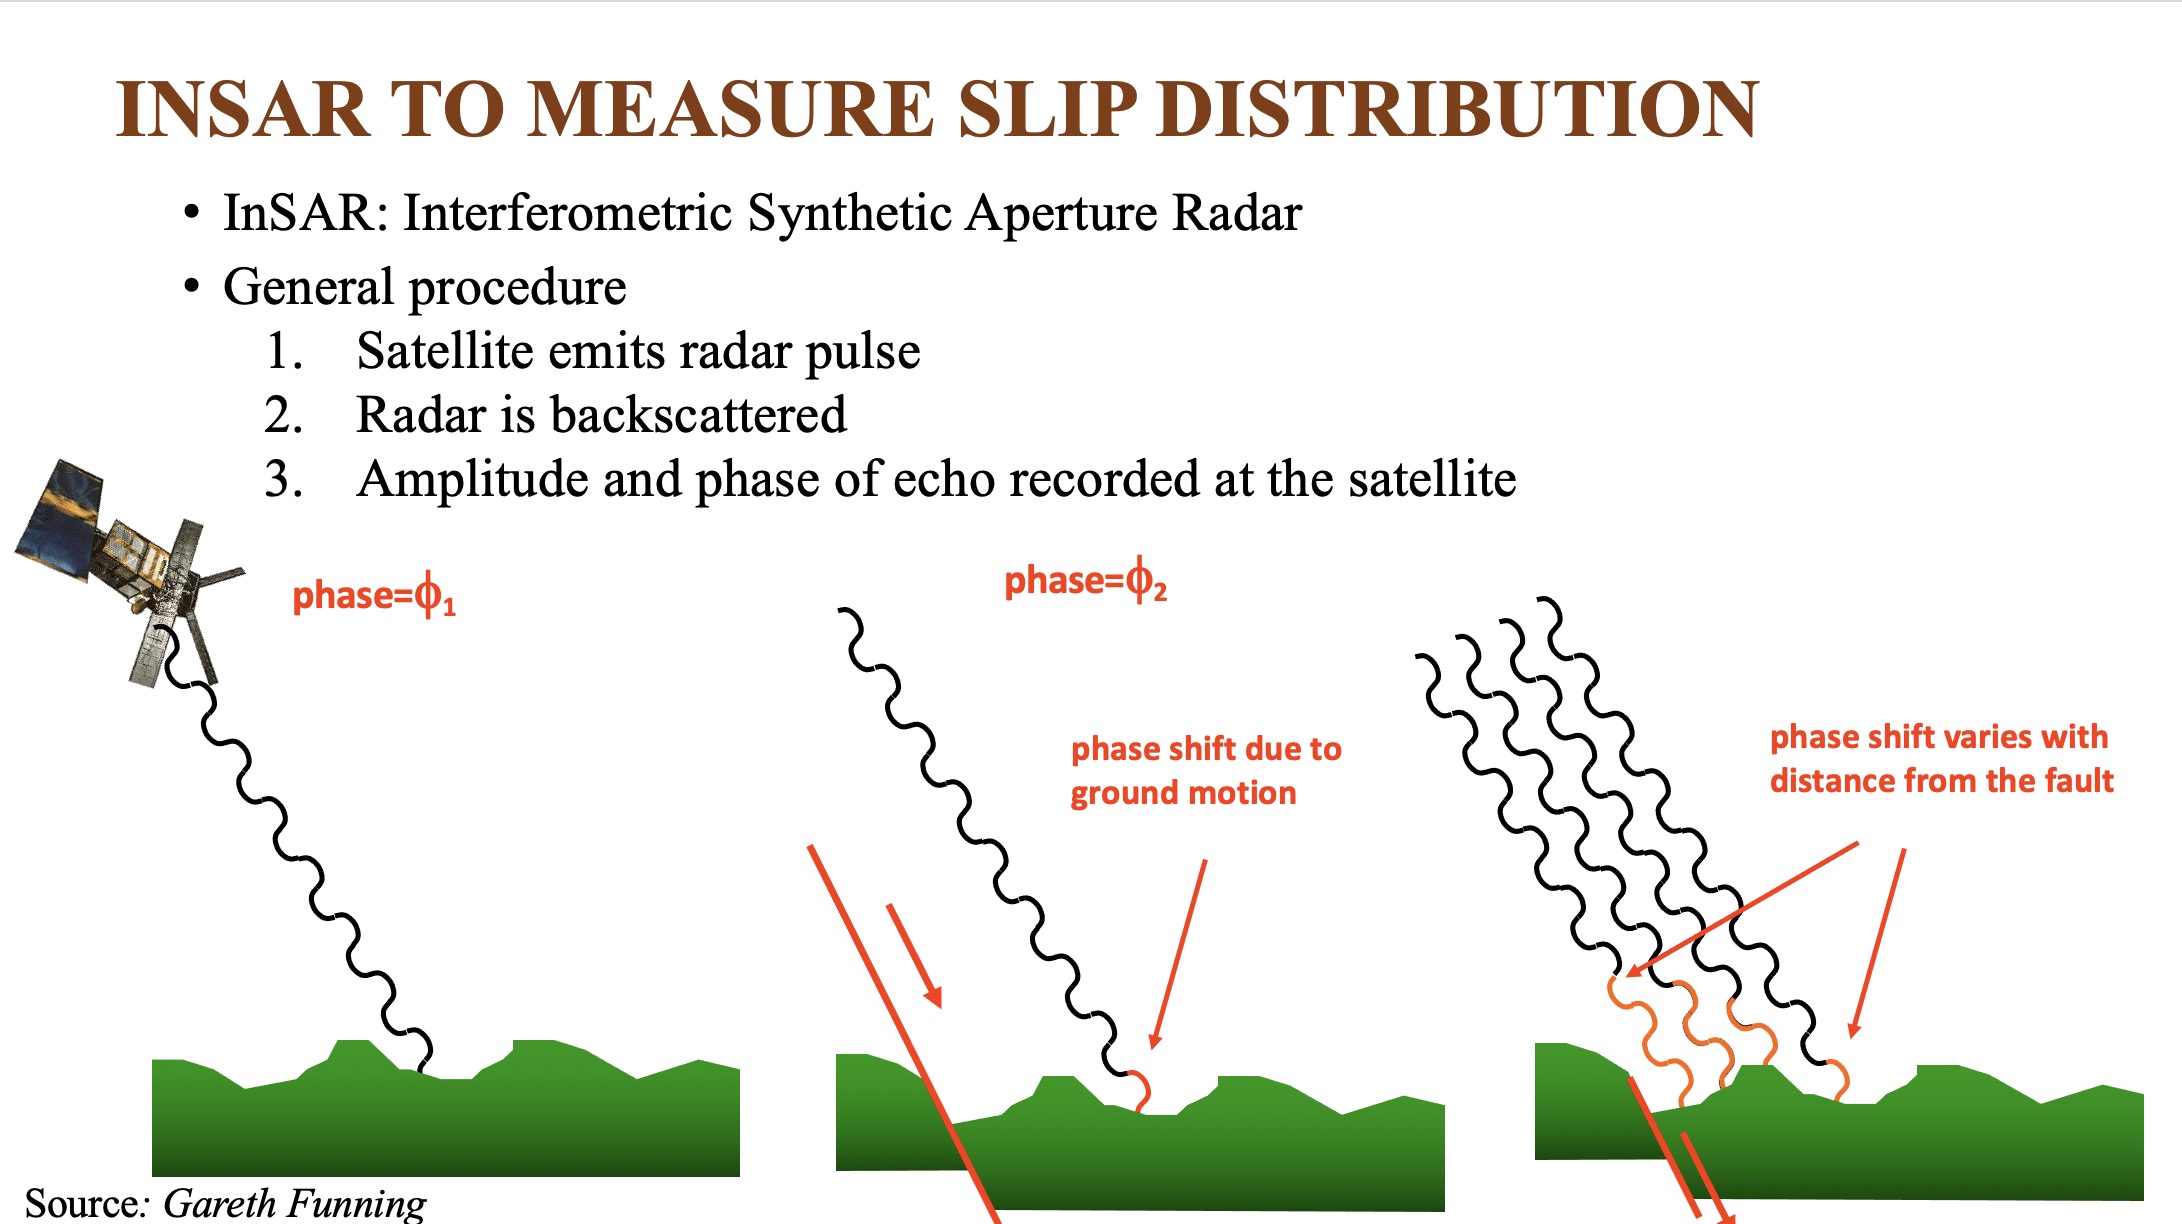 INSAR TO MEASURE SLIP DISTRIBUTION
• InSAR: Interferometric Synthetic Aperture Radar
• General procedure
1. Satellite emits radar pulse
2. Radar is backscattered
3. Amplitude and phase of echo recorded at the satellite
phase=ϕ₁
phase=ϕ₂
phase shift due to
ground motion
phase shift varies with
distance from the fault
Source: Gareth Funning